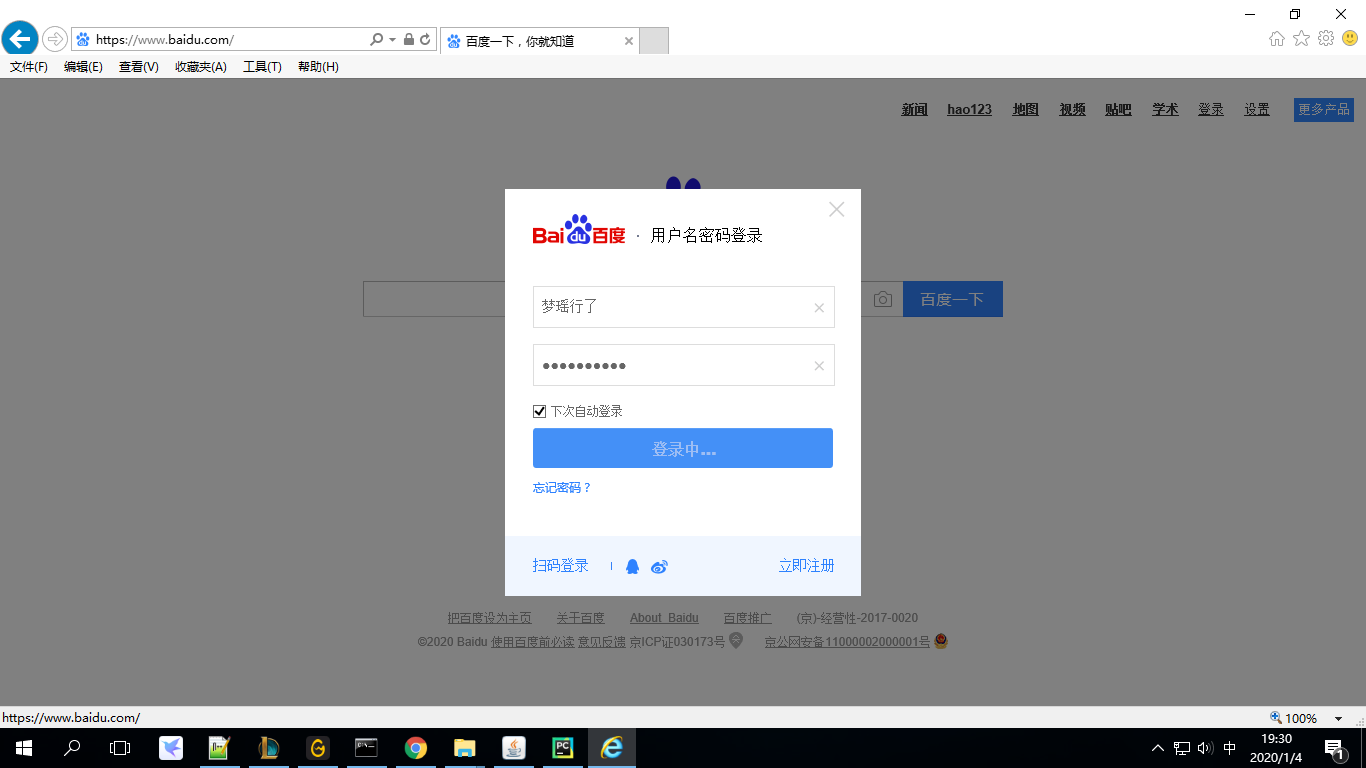 https://www.baidu.com/
百度一下，你就知道
文件(F) 编辑(E) 查看(V) 收藏夹(A) 工具(T) 帮助(H)
新闻 hao123 地图 视频 贴吧 学术 登录 设置 更多产品
Bai du 百度 · 用户名密码登录
梦瑶行了
百度一下
下次自动登录
登录中...
忘记密码？
扫码登录 立即注册
把百度设为主页 关于百度 About Baidu 百度推广 (京)-经营性-2017-0020
©2020 Baidu 使用百度前必读 意见反馈 京ICP证030173号 京公网安备11000002000001号
https://www.baidu.com/
100%
中
19:30
2020/1/4
1